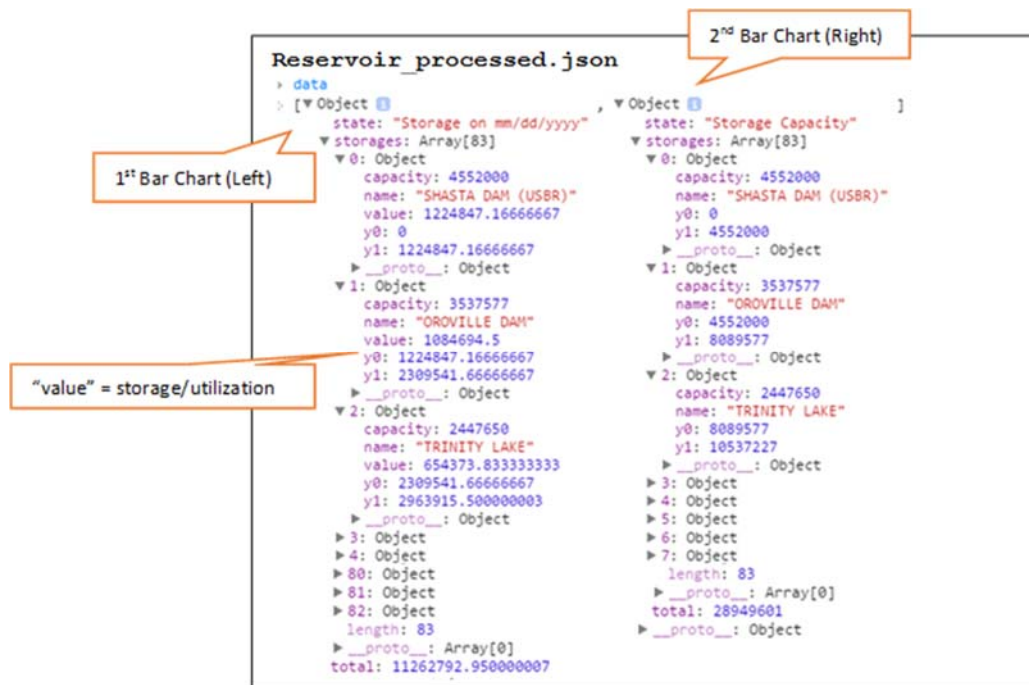 2nd Bar Chart (Right)
Reservoir_processed.json
› data
› [▼Object i , ▼Object i ]
state: "Storage on mm/dd/yyyy"
▼storages: Array[83]
▼0: Object
capacity: 4552000
name: "SHASTA DAM (USBR)"
value: 1224847.16666667
y0: 0
y1: 1224847.16666667
▶__proto__: Object
▼1: Object
capacity: 3537577
name: "OROVILLE DAM"
value: 1084694.5
y0: 1224847.16666667
y1: 2309541.66666667
▶__proto__: Object
▼2: Object
capacity: 2447650
name: "TRINITY LAKE"
value: 654373.833333333
y0: 2309541.66666667
y1: 2963915.500000003
▶__proto__: Object
▶3: Object
▶4: Object
▶80: Object
▶81: Object
▶82: Object
length: 83
▶__proto__: Array[0]
total: 11262792.950000007
state: "Storage Capacity"
▼storages: Array[83]
▼0: Object
capacity: 4552000
name: "SHASTA DAM (USBR)"
y0: 0
y1: 4552000
▶__proto__: Object
▼1: Object
capacity: 3537577
name: "OROVILLE DAM"
y0: 4552000
y1: 8089577
▶__proto__: Object
▼2: Object
capacity: 2447650
name: "TRINITY LAKE"
y0: 8089577
y1: 10537227
▶__proto__: Object
▶3: Object
▶4: Object
▶5: Object
▶6: Object
▶7: Object
length: 83
▶__proto__: Array[0]
total: 28949601
▶__proto__: Object
1st Bar Chart (Left)
"value" = storage/utilization